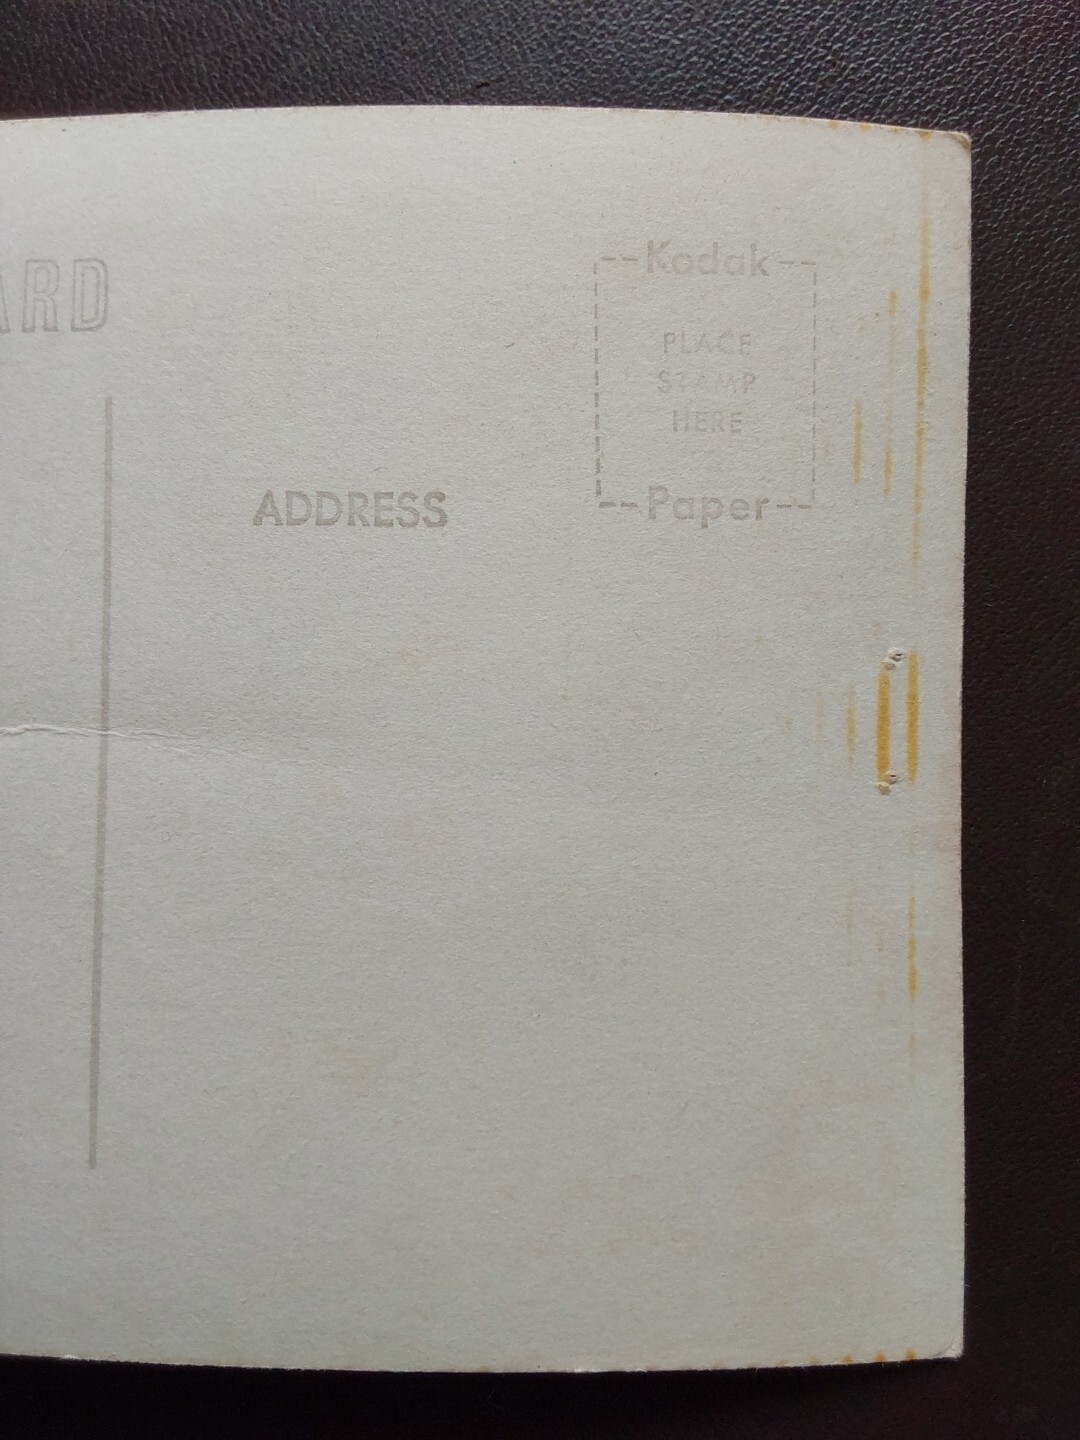 ARD
--Kodak--
PLACE
STAMP
HERE
--Paper--
ADDRESS